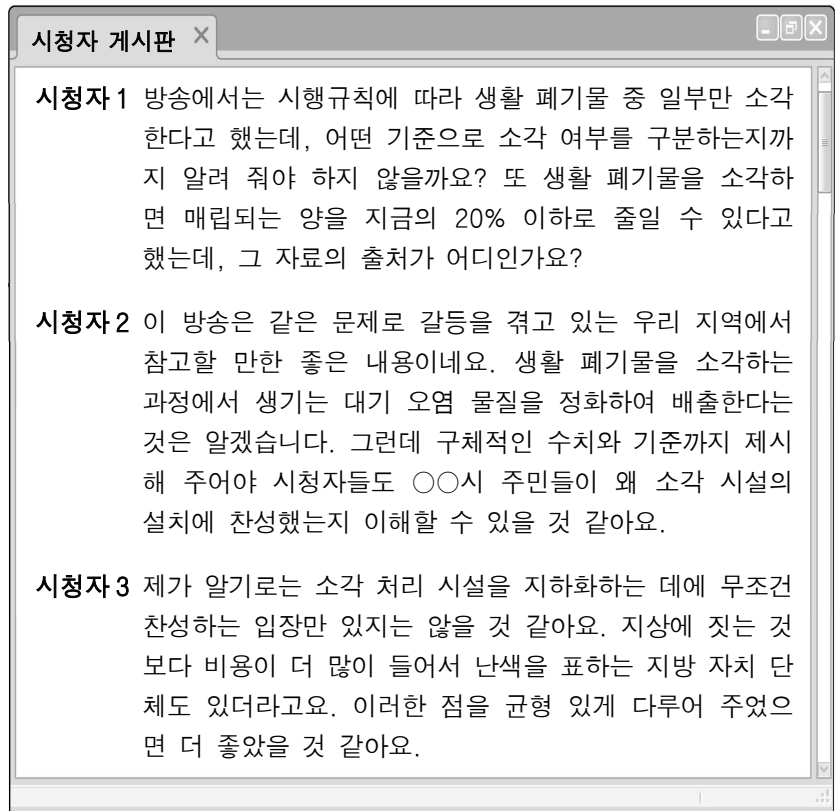 시청자 게시판
시청자 1 방송에서는 시행규칙에 따라 생활 폐기물 중 일부만 소각
한다고 했는데, 어떤 기준으로 소각 여부를 구분하는지까
지 알려 줘야 하지 않을까요? 또 생활 폐기물을 소각하
면 매립되는 양을 지금의 20% 이하로 줄일 수 있다고
했는데, 그 자료의 출처가 어디인가요?
시청자 2 이 방송은 같은 문제로 갈등을 겪고 있는 우리 지역에서
참고할 만한 좋은 내용이네요. 생활 폐기물을 소각하는
과정에서 생기는 대기 오염 물질을 정화하여 배출한다는
것은 알겠습니다. 그런데 구체적인 수치와 기준까지 제시
해 주어야 시청자들도 ○○시 주민들이 왜 소각 시설의
설치에 찬성했는지 이해할 수 있을 것 같아요.
시청자 3 제가 알기로는 소각 처리 시설을 지하화하는 데에 무조건
찬성하는 입장만 있지는 않을 것 같아요. 지상에 짓는 것
보다 비용이 더 많이 들어서 난색을 표하는 지방 자치 단
체도 있더라고요. 이러한 점을 균형 있게 다루어 주었으
면 더 좋았을 것 같아요.